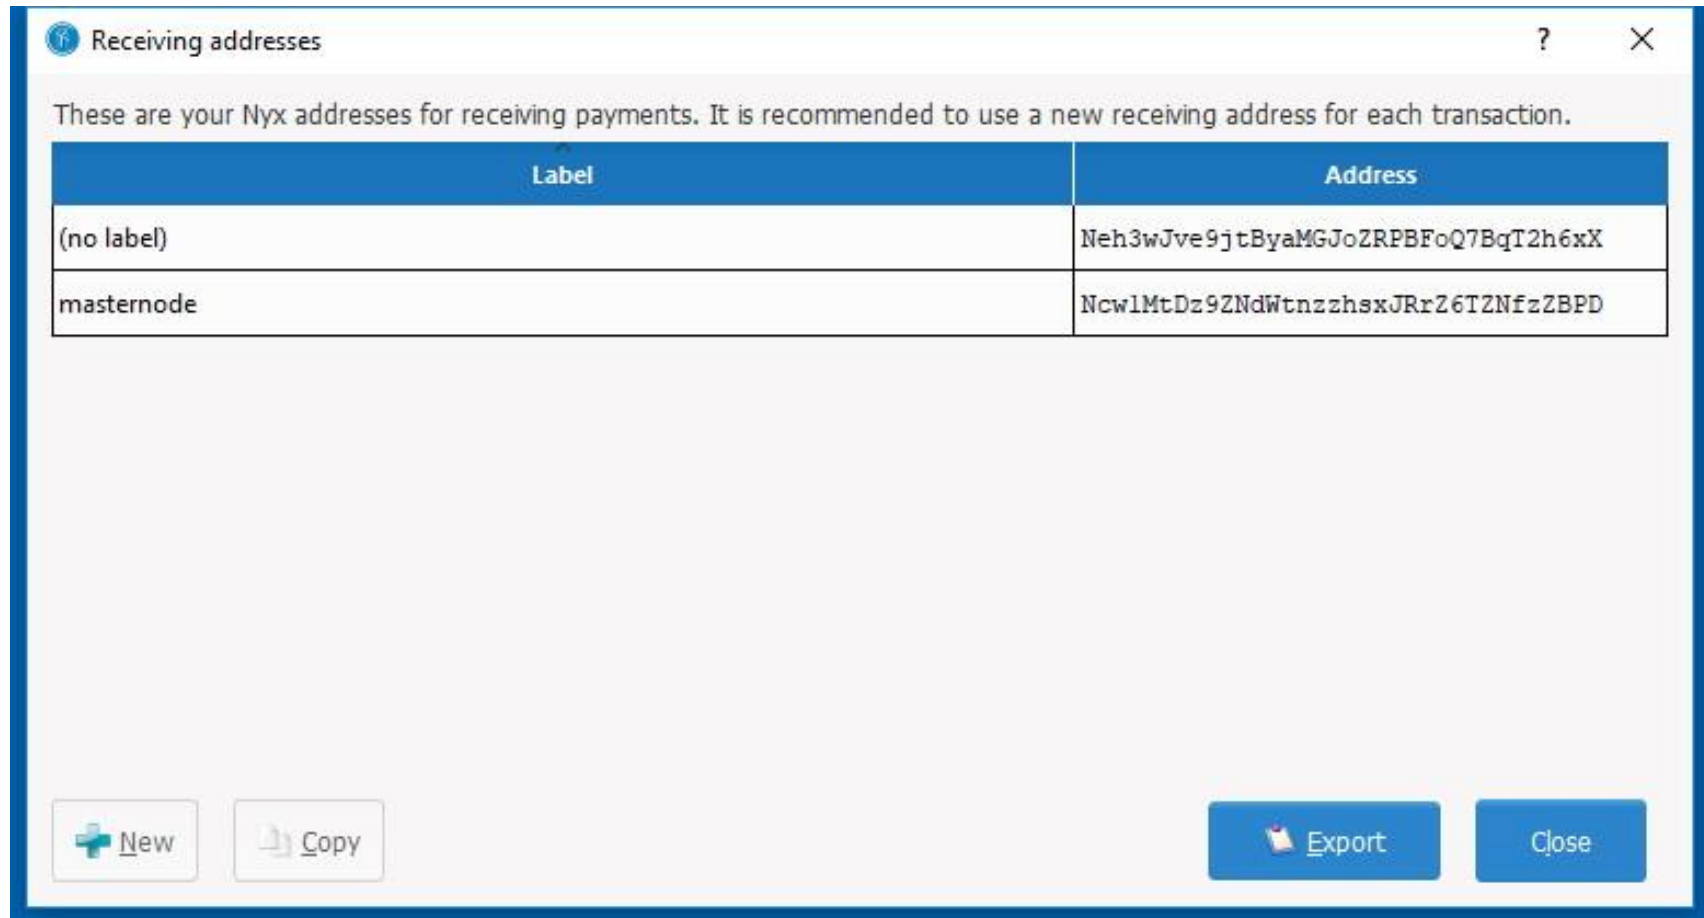 Receiving addresses ?
These are your Nyx addresses for receiving payments. It is recommended to use a new receiving address for each transaction.
Label Address
(no label) Neh3wJve9jtByaMGJoZRPBFoQ7BqT2h6xX
masternode Ncw1MtDz9ZNdWtnzzhsxJRrZ6TZNfzZBPD
New Copy Export Close